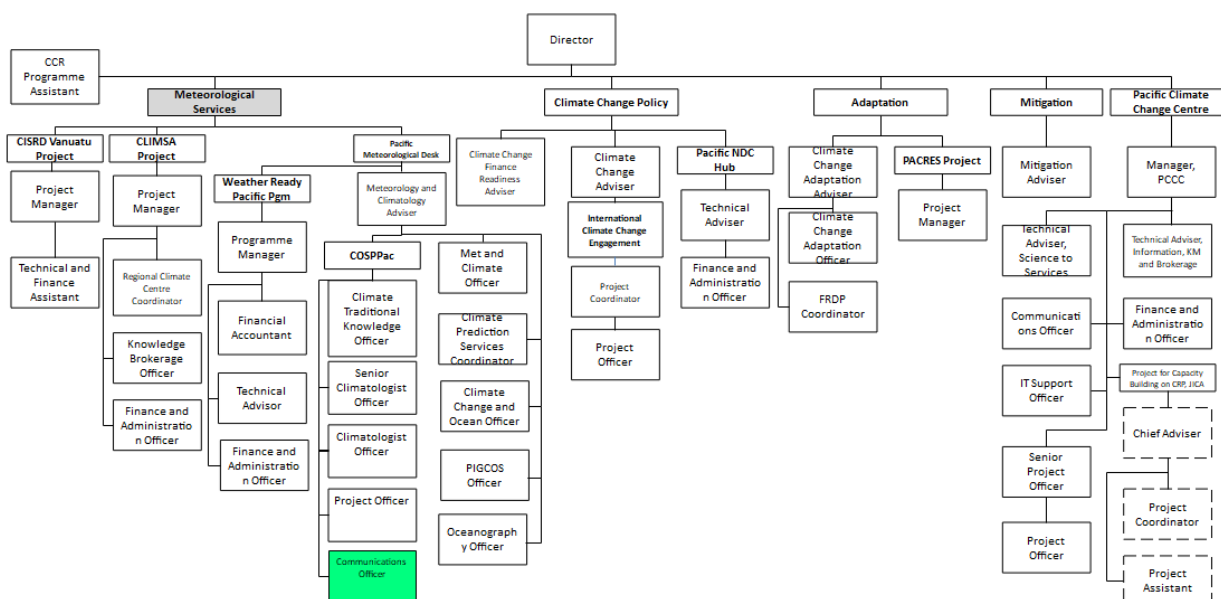 Director
CCR
Programme
Assistant
Meteorological
Services
Climate Change Policy
Adaptation
Mitigation
Pacific Climate
Change Centre
CISRD Vanuatu
Project
CLIMSA
Project
Pacific
Meteorological Desk
Climate Change
Finance
Readiness
Adviser
Climate
Change
Adviser
Pacific NDC
Hub
Climate
Change
Adaptation
Adviser
PACRES Project
Mitigation
Adviser
Manager,
PCCC
Project
Manager
Project
Manager
Weather Ready
Pacific Pgm
Meteorology and
Climatology
Adviser
International
Climate Change
Engagement
Technical
Adviser
Climate
Change
Adaptation
Officer
Project
Manager
Technical
Adviser,
Science to
Services
Technical Adviser,
Information, KM
and Brokerage
Technical and
Finance
Assistant
Regional Climate
Centre
Coordinator
Programme
Manager
COSPPac
Met and
Climate
Officer
Project
Coordinator
Finance and
Administratio
n Officer
FRDP
Coordinator
Climate
Traditional
Knowledge
Officer
Financial
Accountant
Climate
Prediction
Services
Coordinator
Project
Officer
Communicati
ons Officer
Finance and
Administratio
n Officer
Knowledge
Brokerage
Officer
Senior
Climatologist
Officer
Climate
Change and
Ocean Officer
IT Support
Officer
Project for Capacity
Building on CRP, JICA
Technical
Advisor
Finance and
Administratio
n Officer
Chief Adviser
Climatologist
Officer
Finance and
Administratio
n Officer
PIGCOS
Officer
Senior
Project
Officer
Project Officer
Project
Coordinator
Oceanograph
y Officer
Project
Officer
Communications
Officer
Project
Assistant